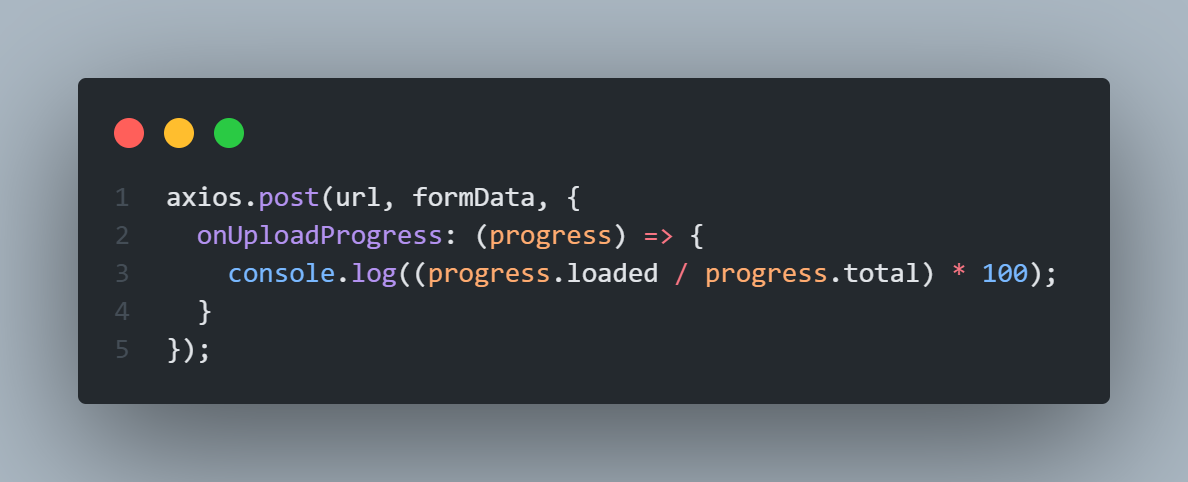 1 axios.post(url, formData, {
2   onUploadProgress: (progress) => {
3     console.log((progress.loaded / progress.total) * 100);
4   }
5 });